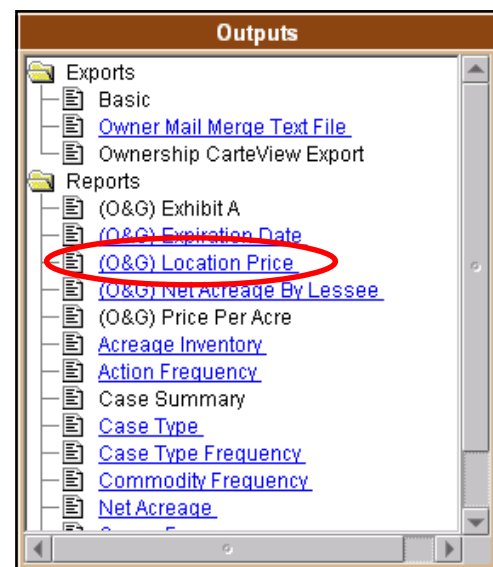 Outputs
Exports
Basic
Owner Mail Merge Text File
Ownership CarteView Export
Reports
(O&G) Exhibit A
(O&G) Expiration Date
(O&G) Location Price
(O&G) Net Acreage By Lessee
(O&G) Price Per Acre
Acreage Inventory
Action Frequency
Case Summary
Case Type
Case Type Frequency
Commodity Frequency
Net Acreage